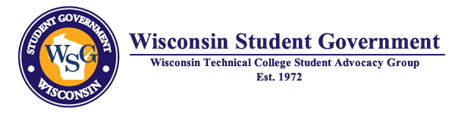 STUDENT GOVERNMENT
WSG
WISCONSIN
Wisconsin Student Government
Wisconsin Technical College Student Advocacy Group
Est. 1972